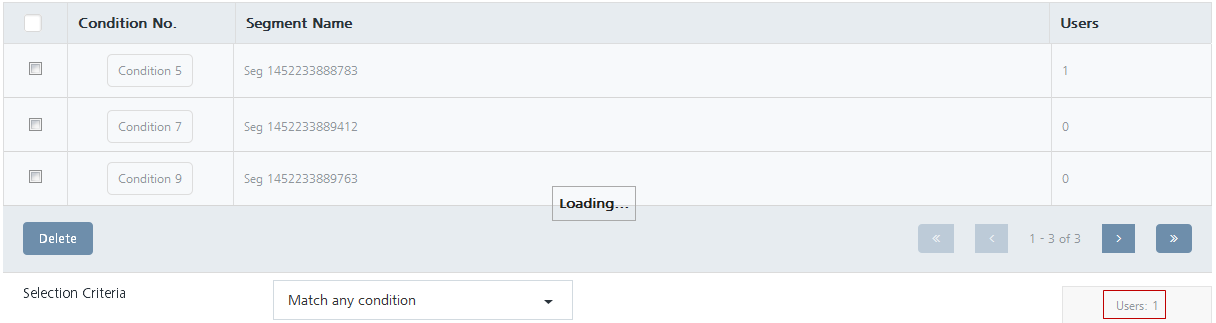 Condition No. Segment Name Users
Condition 5 Seg 1452233888783 1
Condition 7 Seg 1452233889412 0
Condition 9 Seg 1452233889763 0
Loading...
Delete « ‹ 1 - 3 of 3 › »
Selection Criteria Match any condition Users: 1